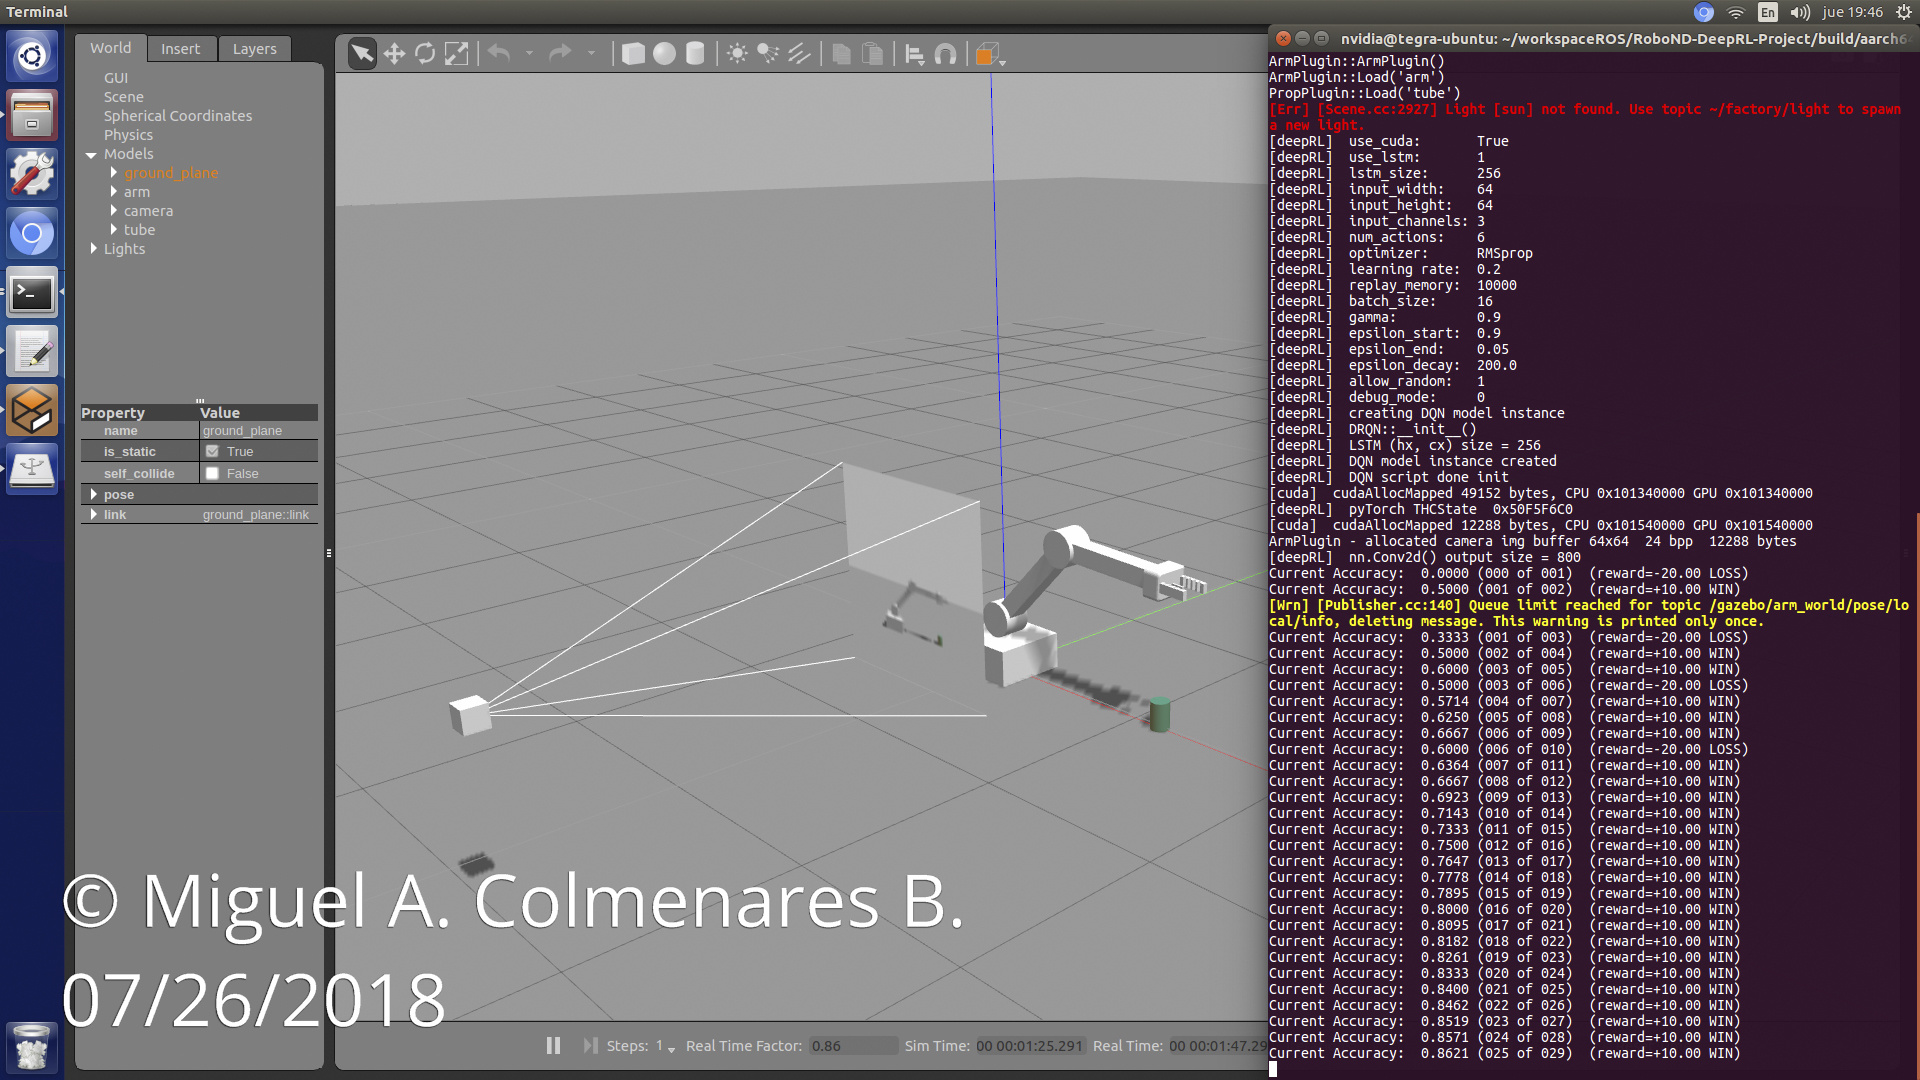 Terminal
En
jue 19:46
World
Insert
Layers
GUI
Scene
Spherical Coordinates
Physics
Models
ground_plane
arm
camera
tube
Lights
Property Value
name ground_plane
is_static True
self_collide False
pose
link ground_plane::link
© Miguel A. Colmenares B.
07/26/2018
Steps: 1 Real Time Factor: 0.86 Sim Time: 00 00:01:25.291 Real Time: 00 00:01:47.29
nvidia@tegra-ubuntu: ~/workspaceROS/RoboND-DeepRL-Project/build/aarch6
ArmPlugin::ArmPlugin()
ArmPlugin::Load('arm')
PropPlugin::Load('tube')
[Err] [Scene.cc:2927] Light [sun] not found. Use topic ~/factory/light to spawn
a new light.
[deepRL] use_cuda: True
[deepRL] use_lstm: 1
[deepRL] lstm_size: 256
[deepRL] input_width: 64
[deepRL] input_height: 64
[deepRL] input_channels: 3
[deepRL] num_actions: 6
[deepRL] optimizer: RMSprop
[deepRL] learning rate: 0.2
[deepRL] replay_memory: 10000
[deepRL] batch_size: 16
[deepRL] gamma: 0.9
[deepRL] epsilon_start: 0.9
[deepRL] epsilon_end: 0.05
[deepRL] epsilon_decay: 200.0
[deepRL] allow_random: 1
[deepRL] debug_mode: 0
[deepRL] creating DQN model instance
[deepRL] DRQN::__init__()
[deepRL] LSTM (hx, cx) size = 256
[deepRL] DQN model instance created
[deepRL] DQN script done init
[cuda] cudaAllocMapped 49152 bytes, CPU 0x101340000 GPU 0x101340000
[deepRL] pyTorch THCState 0x50F5F6C0
[cuda] cudaAllocMapped 12288 bytes, CPU 0x101540000 GPU 0x101540000
ArmPlugin - allocated camera img buffer 64x64 24 bpp 12288 bytes
[deepRL] nn.Conv2d() output size = 800
Current Accuracy: 0.0000 (000 of 001) (reward=-20.00 LOSS)
Current Accuracy: 0.5000 (001 of 002) (reward=+10.00 WIN)
[Wrn] [Publisher.cc:140] Queue limit reached for topic /gazebo/arm_world/pose/lo
cal/info, deleting message. This warning is printed only once.
Current Accuracy: 0.3333 (001 of 003) (reward=-20.00 LOSS)
Current Accuracy: 0.5000 (002 of 004) (reward=+10.00 WIN)
Current Accuracy: 0.6000 (003 of 005) (reward=+10.00 WIN)
Current Accuracy: 0.5000 (003 of 006) (reward=-20.00 LOSS)
Current Accuracy: 0.5714 (004 of 007) (reward=+10.00 WIN)
Current Accuracy: 0.6250 (005 of 008) (reward=+10.00 WIN)
Current Accuracy: 0.6667 (006 of 009) (reward=+10.00 WIN)
Current Accuracy: 0.6000 (006 of 010) (reward=-20.00 LOSS)
Current Accuracy: 0.6364 (007 of 011) (reward=+10.00 WIN)
Current Accuracy: 0.6667 (008 of 012) (reward=+10.00 WIN)
Current Accuracy: 0.6923 (009 of 013) (reward=+10.00 WIN)
Current Accuracy: 0.7143 (010 of 014) (reward=+10.00 WIN)
Current Accuracy: 0.7333 (011 of 015) (reward=+10.00 WIN)
Current Accuracy: 0.7500 (012 of 016) (reward=+10.00 WIN)
Current Accuracy: 0.7647 (013 of 017) (reward=+10.00 WIN)
Current Accuracy: 0.7778 (014 of 018) (reward=+10.00 WIN)
Current Accuracy: 0.7895 (015 of 019) (reward=+10.00 WIN)
Current Accuracy: 0.8000 (016 of 020) (reward=+10.00 WIN)
Current Accuracy: 0.8095 (017 of 021) (reward=+10.00 WIN)
Current Accuracy: 0.8182 (018 of 022) (reward=+10.00 WIN)
Current Accuracy: 0.8261 (019 of 023) (reward=+10.00 WIN)
Current Accuracy: 0.8333 (020 of 024) (reward=+10.00 WIN)
Current Accuracy: 0.8400 (021 of 025) (reward=+10.00 WIN)
Current Accuracy: 0.8462 (022 of 026) (reward=+10.00 WIN)
Current Accuracy: 0.8519 (023 of 027) (reward=+10.00 WIN)
Current Accuracy: 0.8571 (024 of 028) (reward=+10.00 WIN)
Current Accuracy: 0.8621 (025 of 029) (reward=+10.00 WIN)